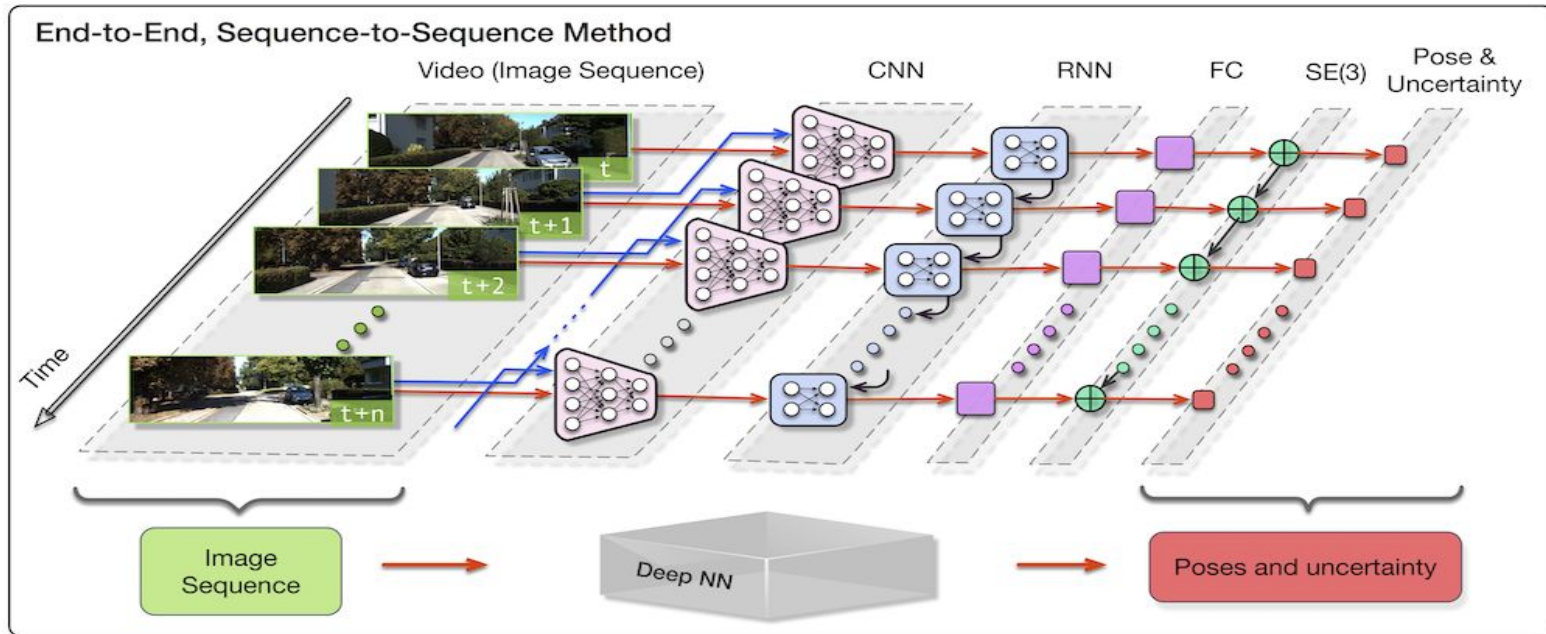 End-to-End, Sequence-to-Sequence Method
Video (Image Sequence)
CNN
RNN
FC
SE(3)
Pose &
Uncertainty
t
t+1
t+2
t+n
Time
Image
Sequence
Deep NN
Poses and uncertainty